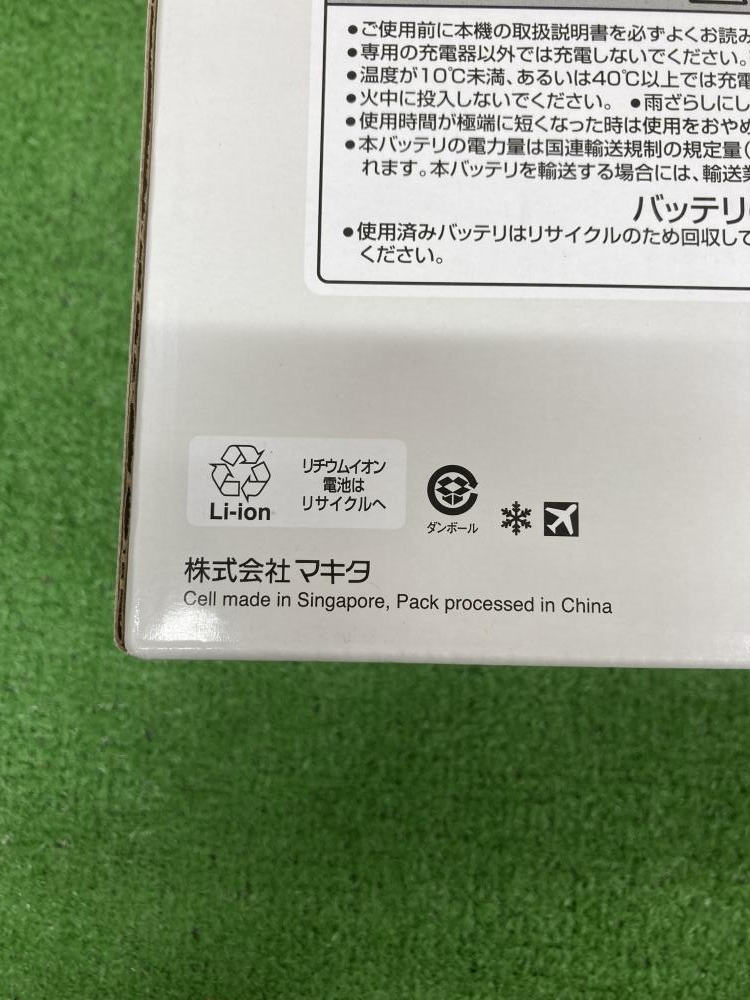 ●ご使用前に本機の取扱説明書を必ずよくお読み
●専用の充電器以外では充電しないでください。
●温度が10℃未満、あるいは40℃以上では充電
●火中に投入しないでください。 ●雨ざらしにし
●使用時間が極端に短くなった時は使用をおやめ
●本バッテリの電力量は国連輸送規制の規定量(
れます。本バッテリを輸送する場合には、輸送業
バッテリ
●使用済みバッテリはリサイクルのため回収して
ください。
リチウムイオン
電池は
リサイクルへ
Li-ion
ダンボール
株式会社マキタ
Cell made in Singapore, Pack processed in China